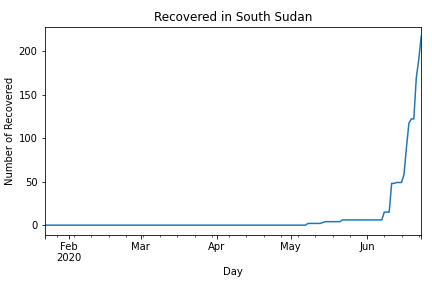 Recovered in South Sudan
Number of Recovered
200
150
100
50
0
Feb
2020
Mar
Apr
May
Jun
Day